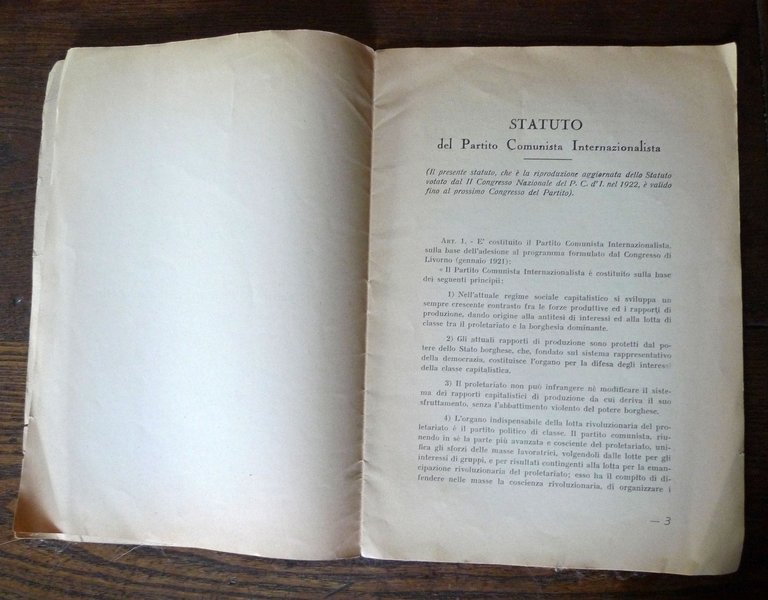 STATUTO
del Partito Comunista Internazionalista
(Il presente statuto, che è la riproduzione aggiornata dello Statuto
votato dal II Congresso Nazionale del P. C. d'I. nel 1922, è valido
fino al prossimo Congresso del Partito).
ART. 1. - E' costituito il Partito Comunista Internazionalista,
sulla base dell'adesione al programma formulato dal Congresso di
Livorno (gennaio 1921):
« Il Partito Comunista Internazionalista è costituito sulla base
dei seguenti principii:
1) Nell'attuale regime sociale capitalistico si sviluppa un
sempre crescente contrasto fra le forze produttive ed i rapporti di
produzione, dando origine alla antitesi di interessi ed alla lotta di
classe tra il proletariato e la borghesia dominante.
2) Gli attuali rapporti di produzione sono protetti dal po-
tere dello Stato borghese, che, fondato sul sistema rappresentativo
della democrazia, costituisce l'organo per la difesa degli interessi
della classe capitalistica.
3) Il proletariato non può infrangere nè modificare il siste-
ma dei rapporti capitalistici di produzione da cui deriva il suo
sfruttamento, senza l'abbattimento violento del potere borghese.
4) L'organo indispensabile della lotta rivoluzionaria del pro-
letariato è il partito politico di classe. Il partito comunista, riu-
nendo in sè la parte più avanzata e cosciente del proletariato, uni-
fica gli sforzi delle masse lavoratrici, volgendoli dalle lotte per gli
interessi di gruppi, e per risultati contingenti alla lotta per la eman-
cipazione rivoluzionaria del proletariato; esso ha il compito di di-
fendere nelle masse la coscienza rivoluzionaria, di organizzare i
— 3